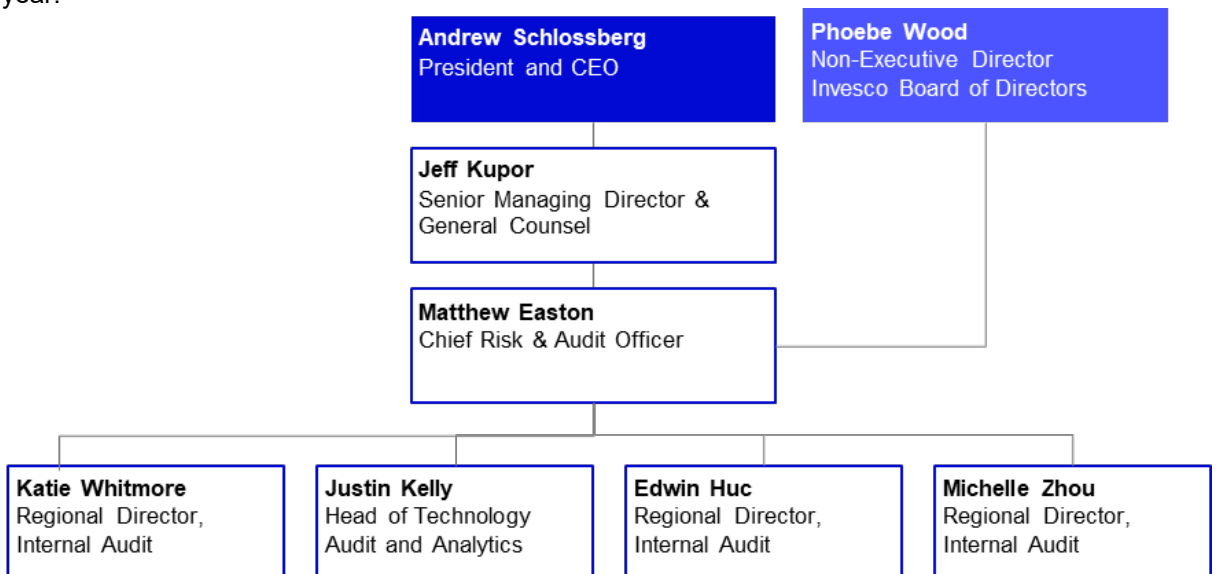 year.
Andrew Schlossberg
President and CEO
Phoebe Wood
Non-Executive Director
Invesco Board of Directors
Jeff Kupor
Senior Managing Director &
General Counsel
Matthew Easton
Chief Risk & Audit Officer
Katie Whitmore
Regional Director,
Internal Audit
Justin Kelly
Head of Technology
Audit and Analytics
Edwin Huc
Regional Director,
Internal Audit
Michelle Zhou
Regional Director,
Internal Audit